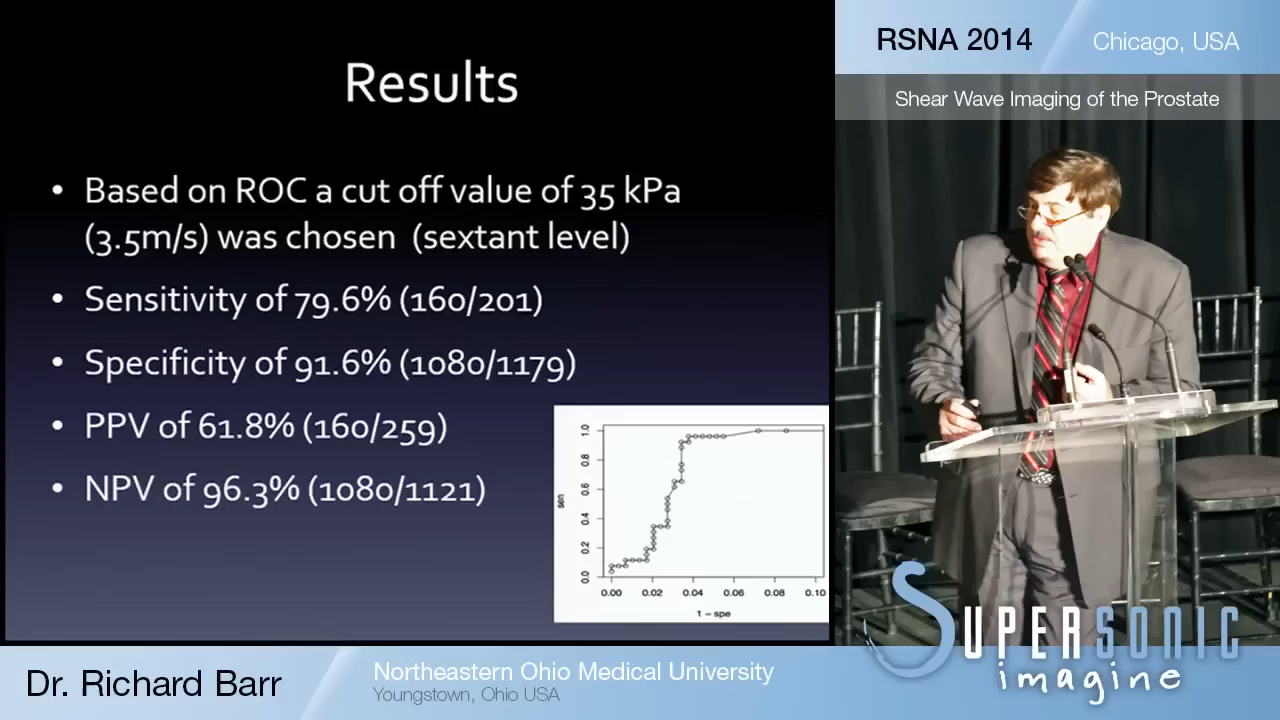 Results
• Based on ROC a cut off value of 35 kPa
(3.5m/s) was chosen (sextant level)
• Sensitivity of 79.6% (160/201)
• Specificity of 91.6% (1080/1179)
• PPV of 61.8% (160/259)
• NPV of 96.3% (1080/1121)
sen
1.0
0.8
0.6
0.4
0.2
0.0
0.00 0.02 0.04 0.06 0.08 0.10
1 – spe
RSNA 2014 Chicago, USA
Shear Wave Imaging of the Prostate
SUPERSONIC
imagine
Dr. Richard Barr
Northeastern Ohio Medical University
Youngstown, Ohio USA